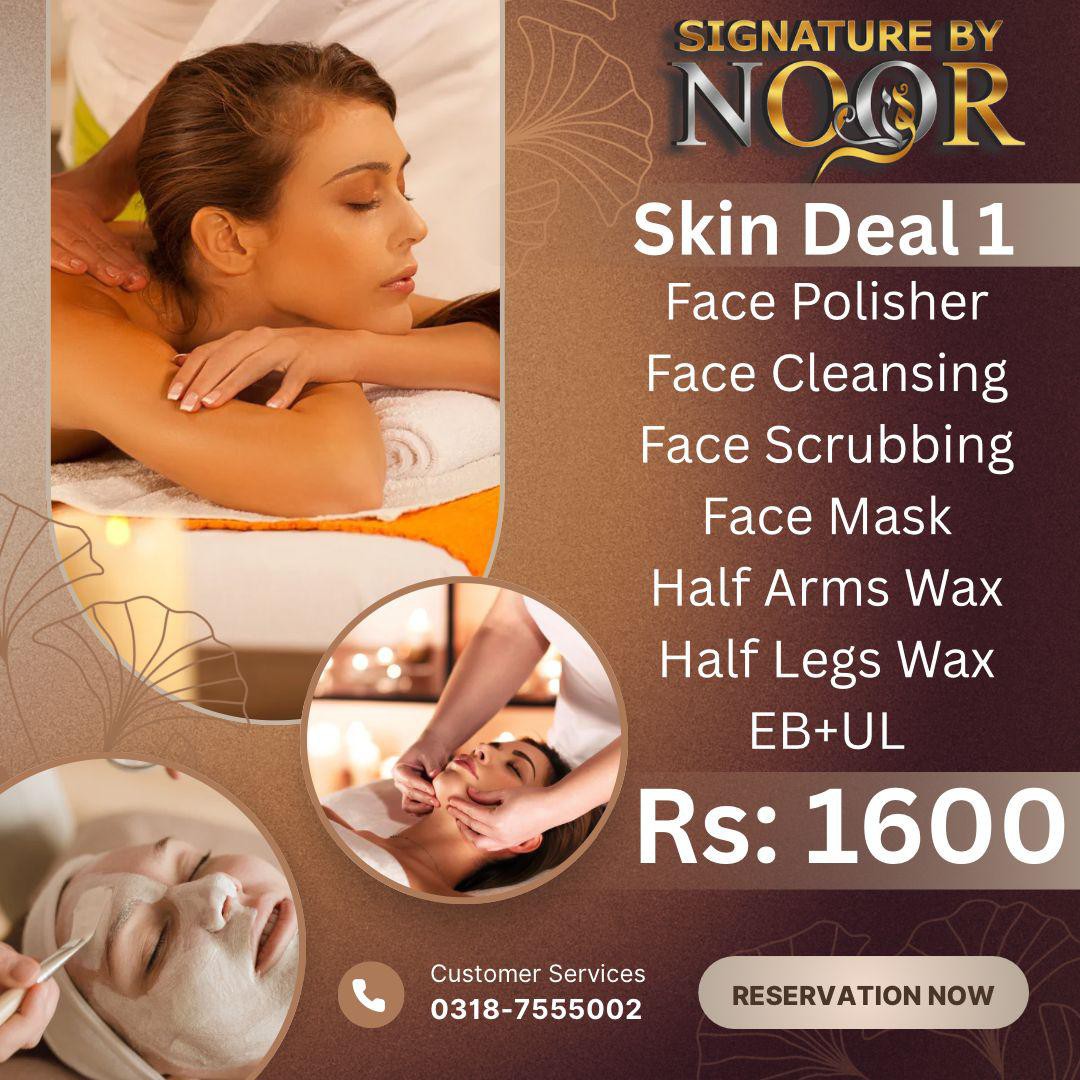 SIGNATURE BY
NOOR
Skin Deal 1
Face Polisher
Face Cleansing
Face Scrubbing
Face Mask
Half Arms Wax
Half Legs Wax
EB+UL
Rs: 1600
Customer Services
0318-7555002
RESERVATION NOW